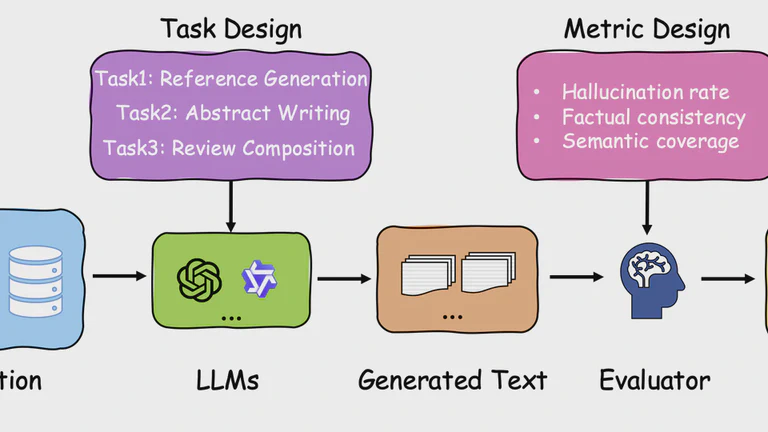 Task Design
Metric Design
Task1: Reference Generation
Task2: Abstract Writing
Task3: Review Composition
• Hallucination rate
• Factual consistency
• Semantic coverage
...
...
tion
LLMs
Generated Text
Evaluator